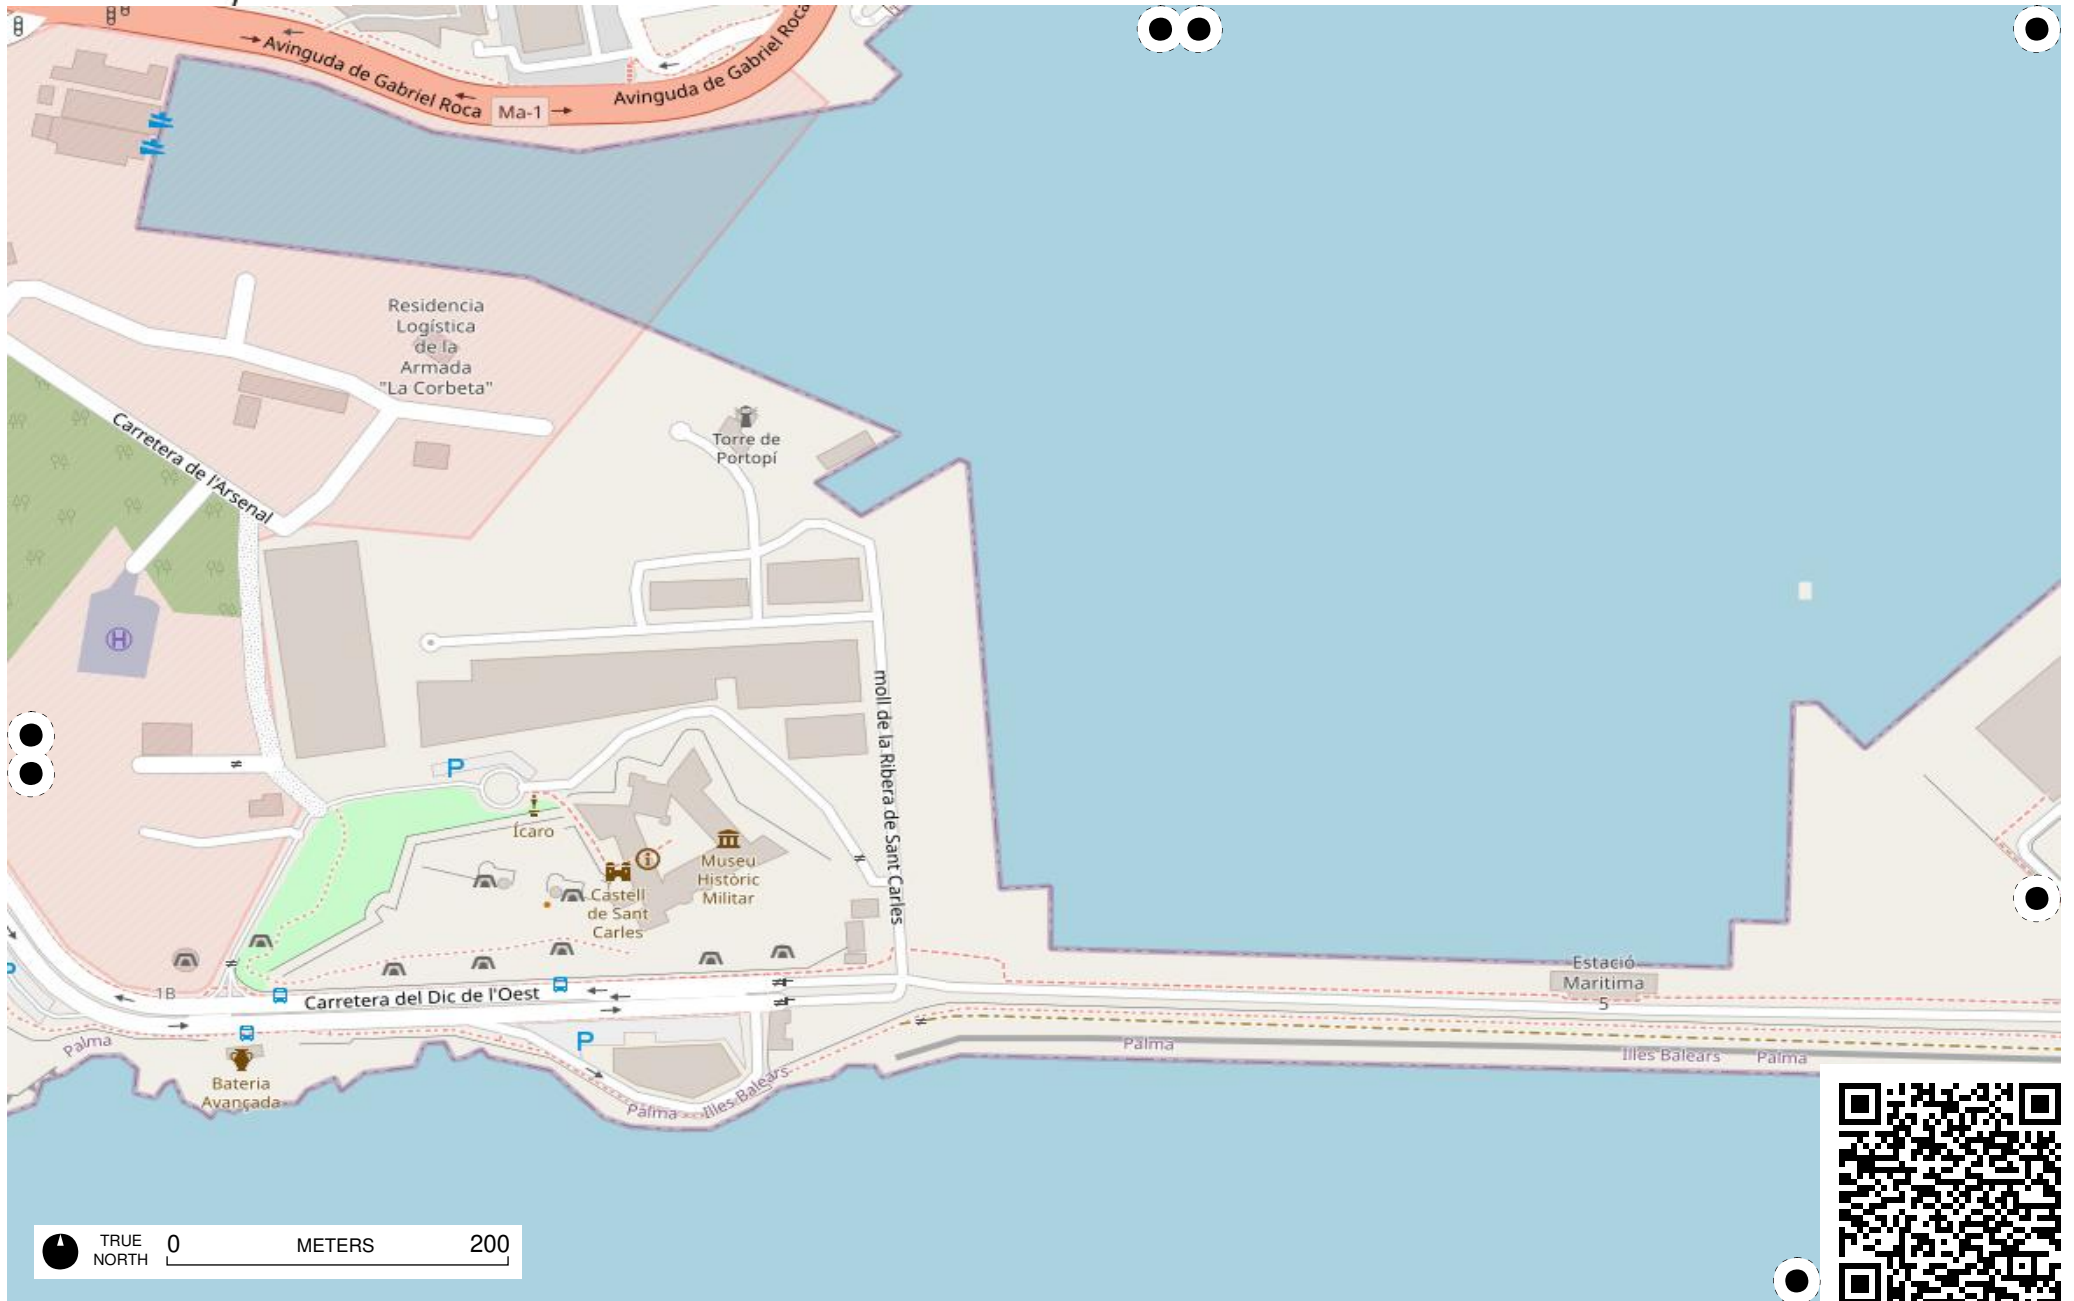 Avinguda de Gabriel Roca
Ma-1
Avinguda de Gabriel Roca
Residencia
Logística
de la
Armada
"La Corbeta"
Carretera de l'Arsenal
Torre de
Portopí
H
moll de la Ribera de Sant Carles
P
Ícaro
i
Museu
Històric
Militar
Castell
de Sant
Carles
Estació
Marítima
5
1B
Carretera del Dic de l'Oest
P
Palma
Palma
Illes Balears
Palma
Bateria
Avançada
Palma
Illes Balears
TRUE
NORTH
0
METERS
200